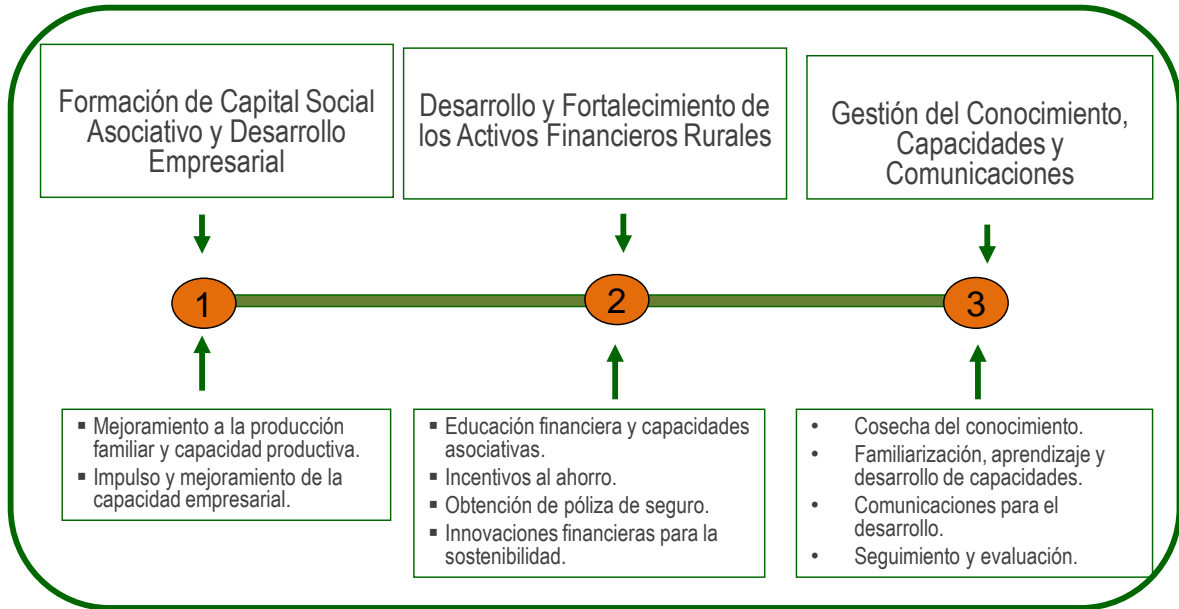 Formación de Capital Social
Asociativo y Desarrollo
Empresarial
Desarrollo y Fortalecimiento de
los Activos Financieros Rurales
Gestión del Conocimiento,
Capacidades y
Comunicaciones
1
2
3
▪ Mejoramiento a la producción
familiar y capacidad productiva.
▪ Impulso y mejoramiento de la
capacidad empresarial.
▪ Educación financiera y capacidades
asociativas.
▪ Incentivos al ahorro.
▪ Obtención de póliza de seguro.
▪ Innovaciones financieras para la
sostenibilidad.
• Cosecha del conocimiento.
• Familiarización, aprendizaje y
desarrollo de capacidades.
• Comunicaciones para el
desarrollo.
• Seguimiento y evaluación.